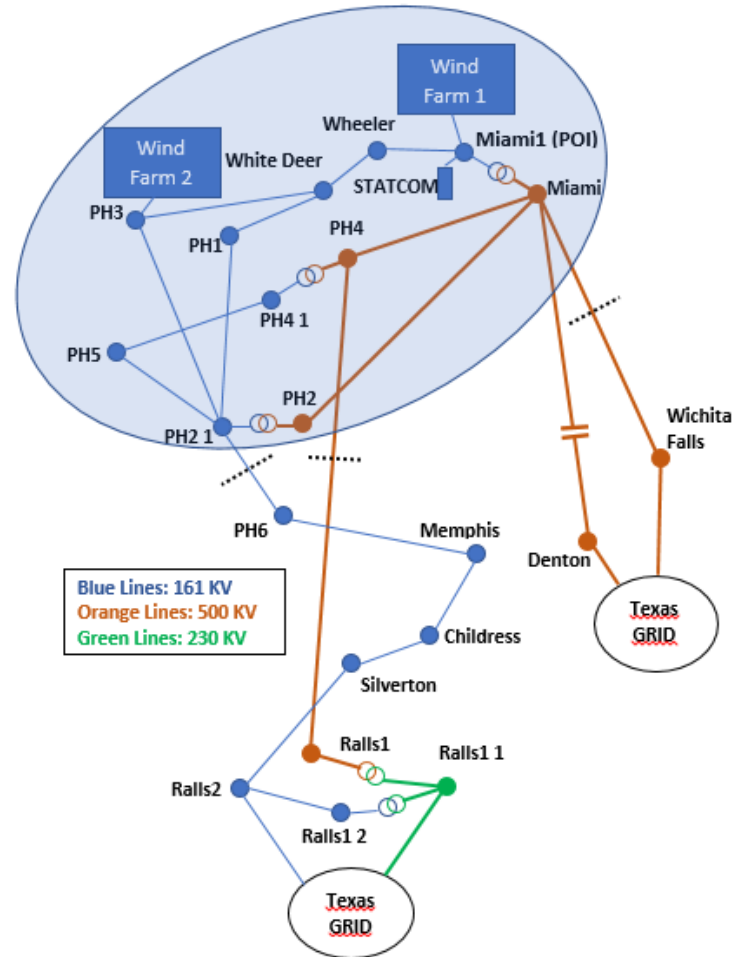 Wind
Farm 1
Wheeler
Miami1 (POI)
Wind
Farm 2
White Deer
STATCOM
Miami
PH3
PH1
PH4
PH4 1
PH5
PH2
PH2 1
Wichita
Falls
PH6
Memphis
Denton
Blue Lines: 161 KV
Orange Lines: 500 KV
Green Lines: 230 KV
Texas
GRID
Childress
Silverton
Ralls1
Ralls1 1
Ralls2
Ralls1 2
Texas
GRID